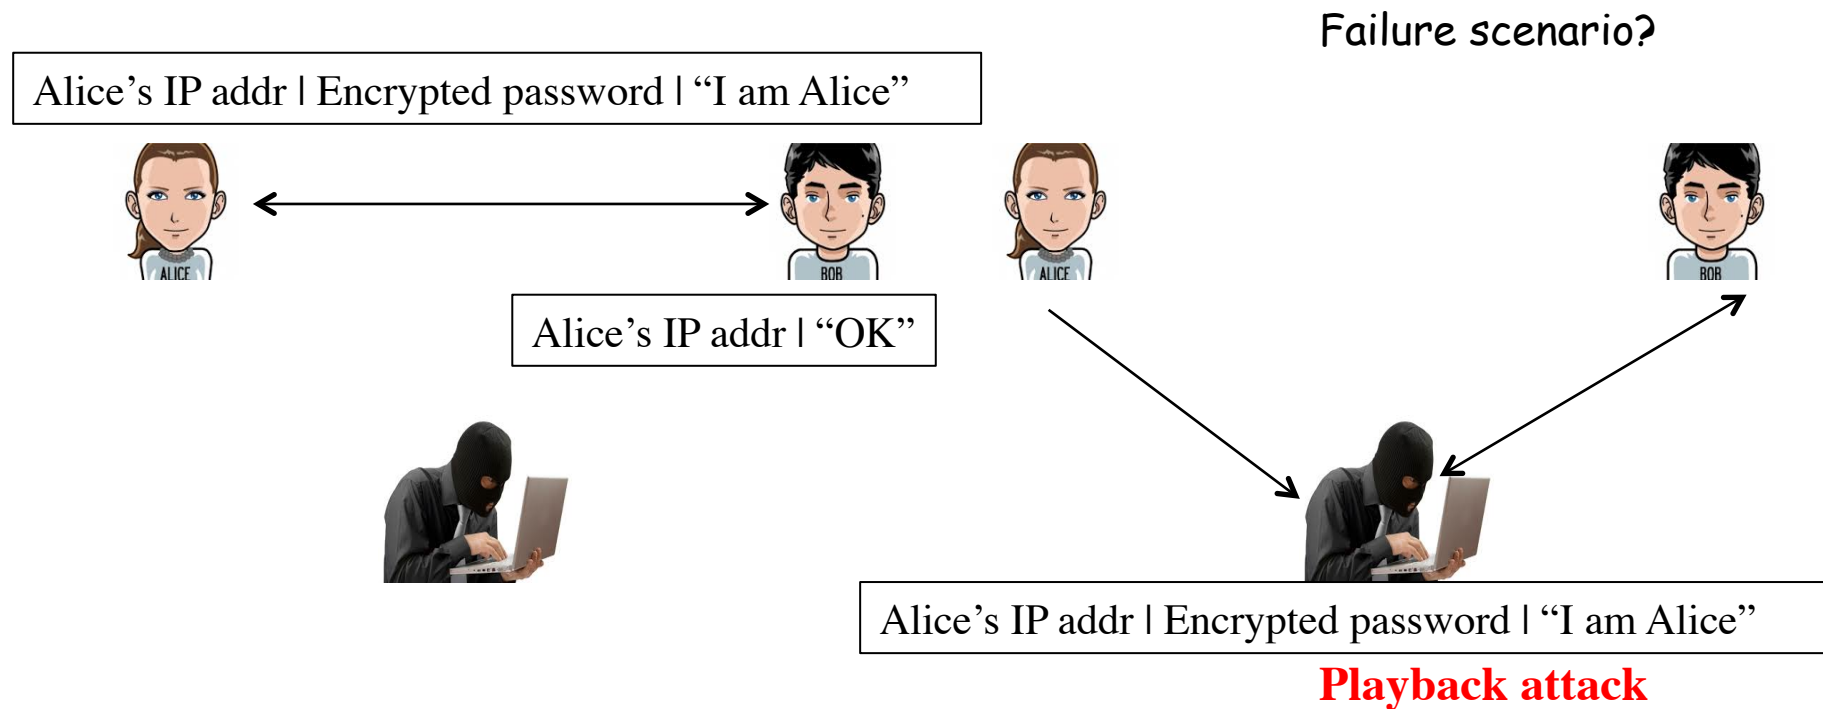 Failure scenario?
Alice’s IP addr | Encrypted password | “I am Alice”
ALICE
BOB
ALICE
BOB
Alice’s IP addr | “OK”
Alice’s IP addr | Encrypted password | “I am Alice”
Playback attack